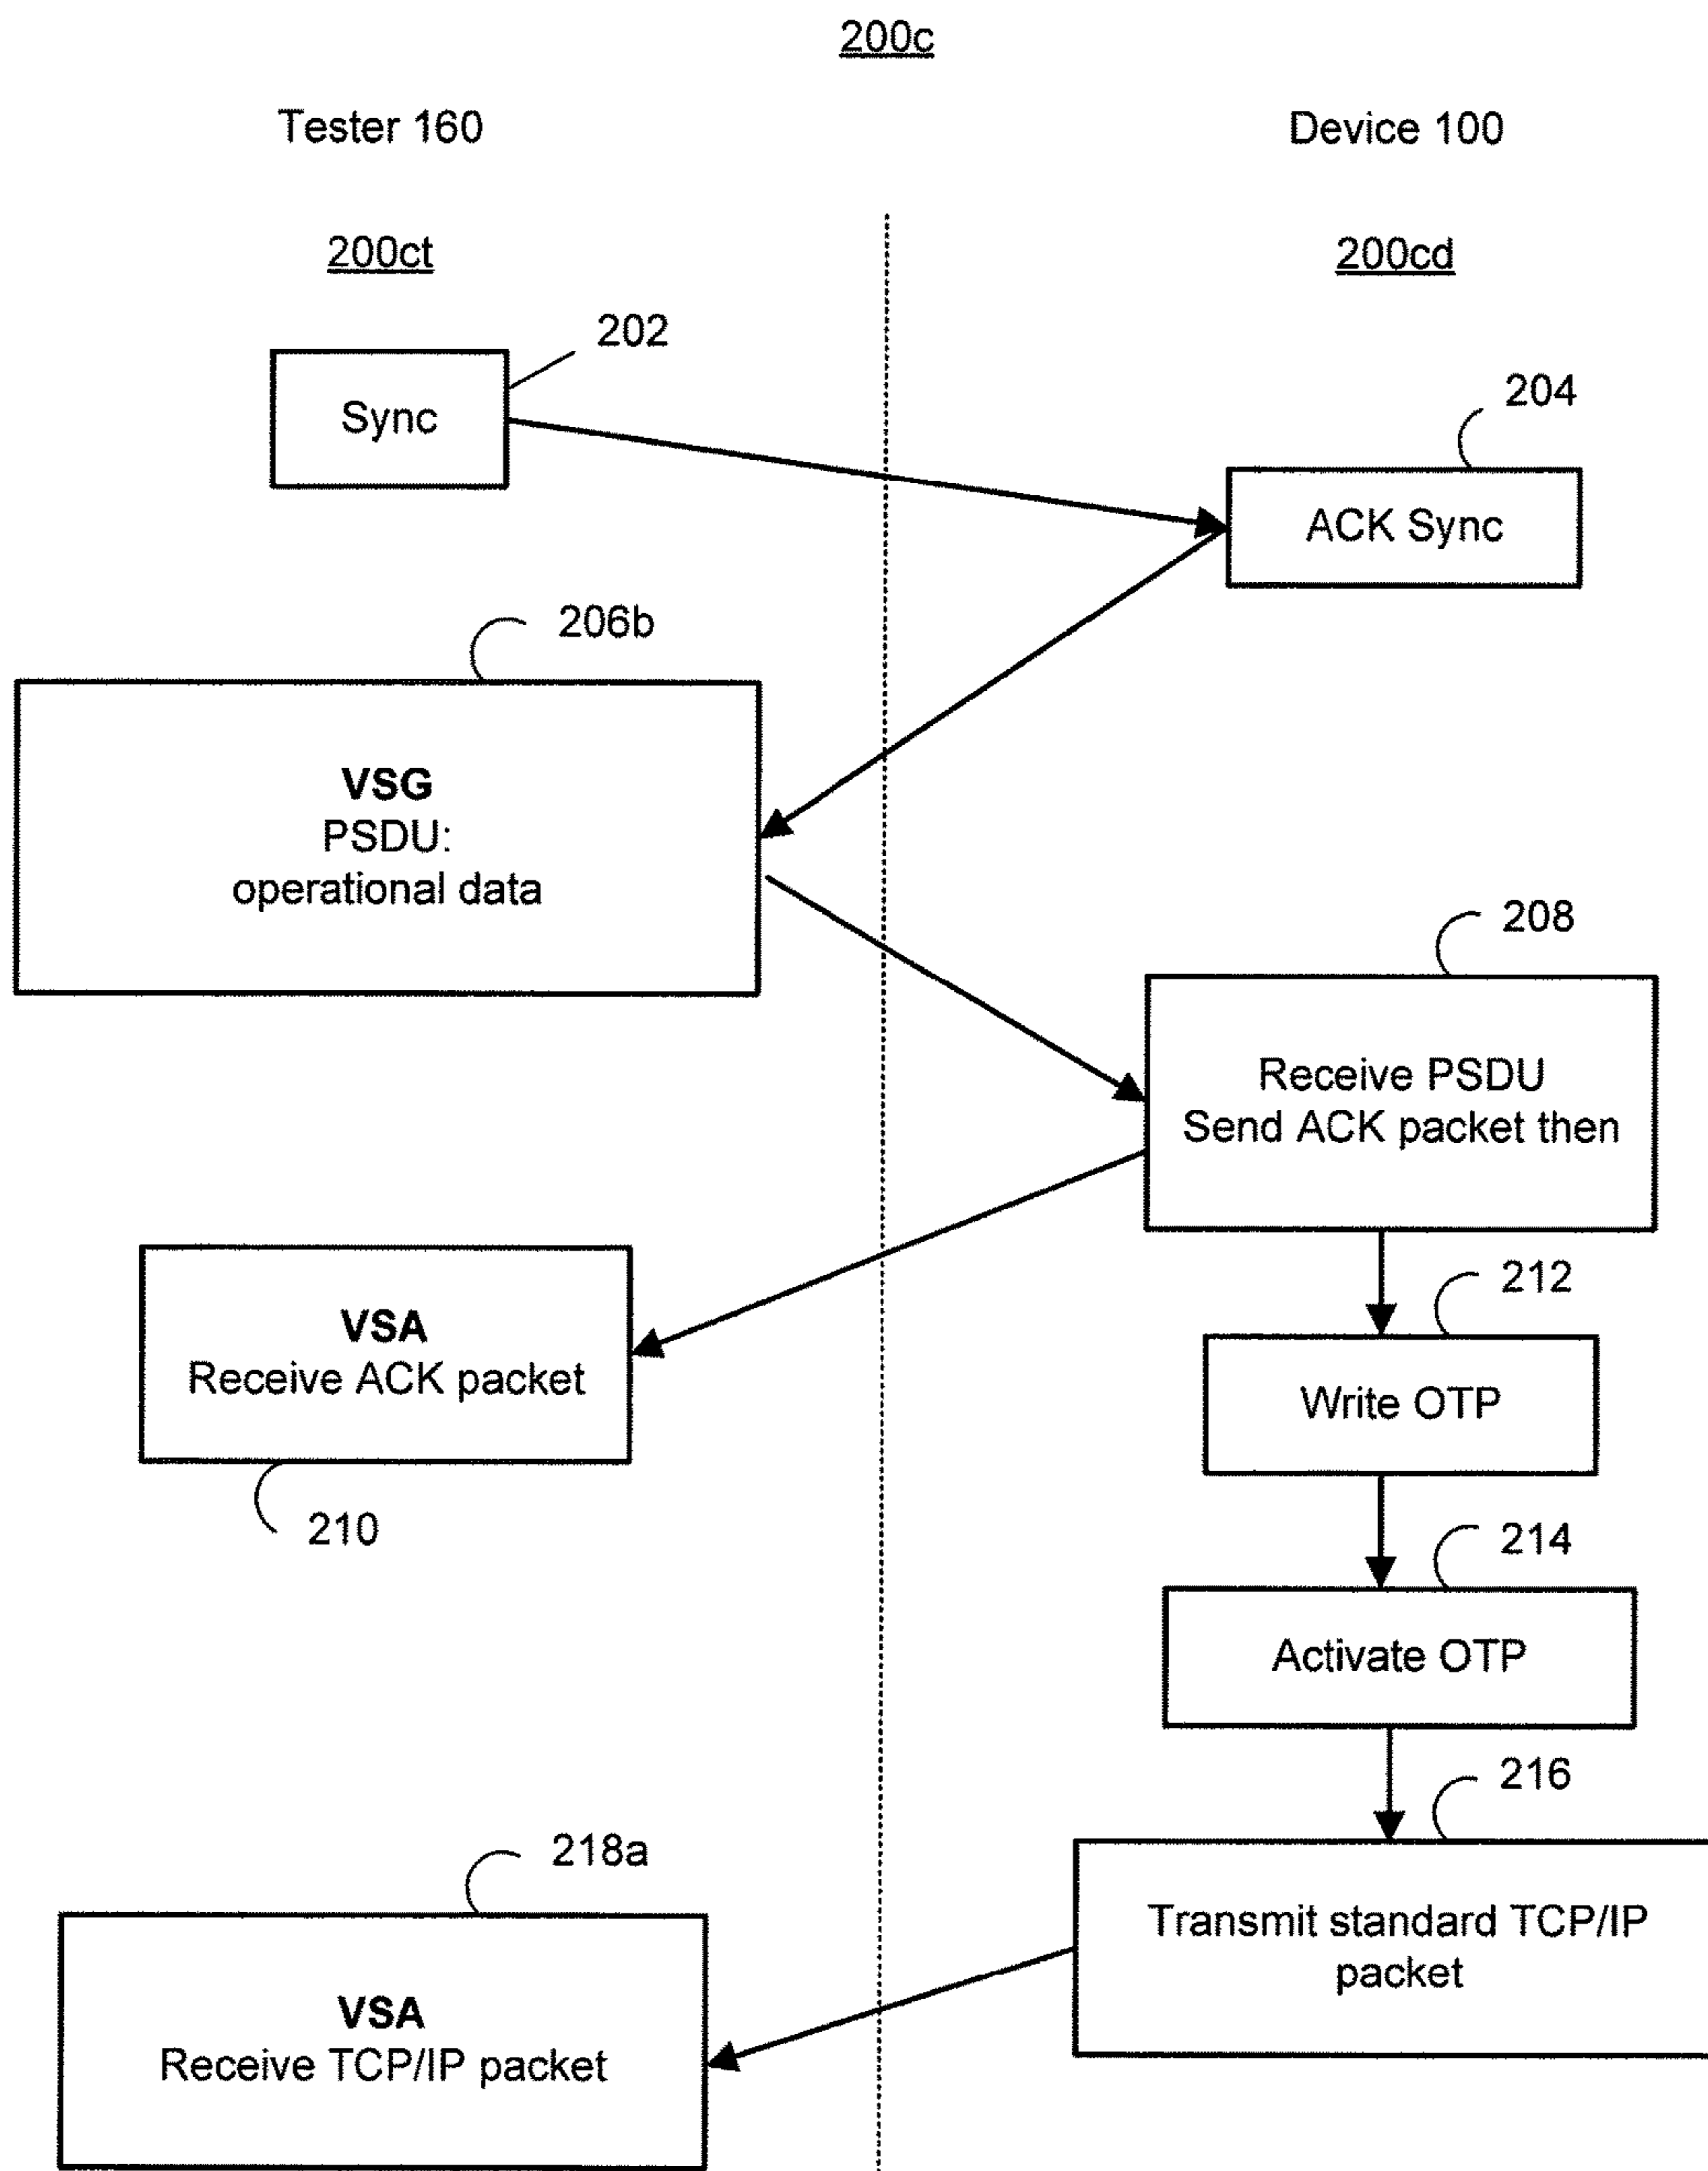 200c
Tester 160
Device 100
200ct
200cd
202
Sync
204
ACK Sync
206b
VSG
PSDU:
operational data
208
Receive PSDU
Send ACK packet then
VSA
Receive ACK packet
210
212
Write OTP
214
Activate OTP
216
Transmit standard TCP/IP
packet
218a
VSA
Receive TCP/IP packet